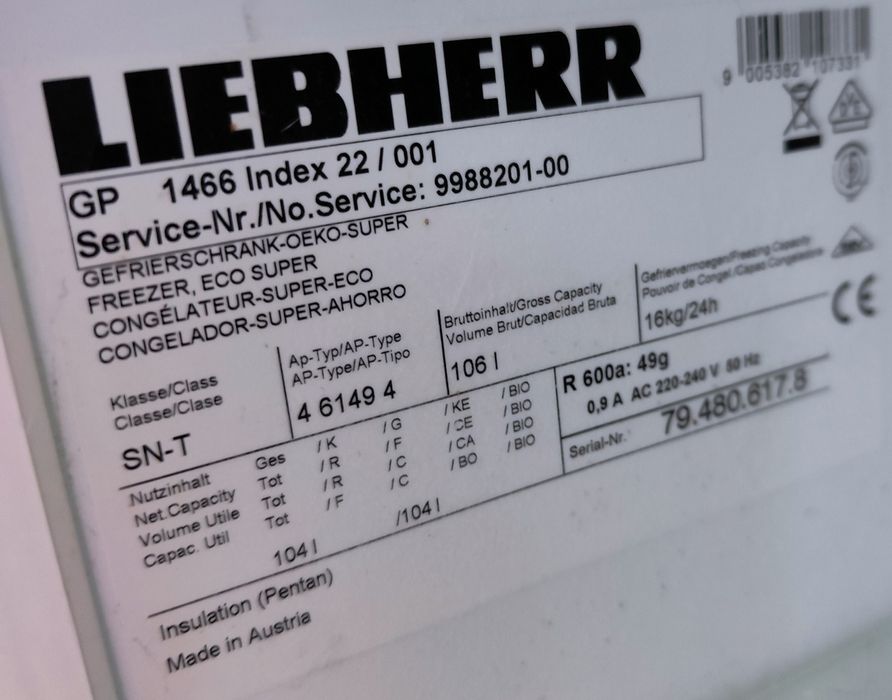 LIEBHERR
9 005382 107331
GP 1466 Index 22 / 001
Service-Nr./No.Service: 9988201-00
GEFRIERSCHRANK-OEKO-SUPER
FREEZER, ECO SUPER
CONGÉLATEUR-SUPER-ECO
CONGELADOR-SUPER-AHORRO
Klasse/Class
Classe/Clase
SN-T
Ap-Typ/AP-Type
AP-Type/AP-Tipo
4 6149 4
Bruttoinhalt/Gross Capacity
Volume Brut/Capacidad Bruta
106 l
Gefriervermoegen/Freezing Capacity
Pouvoir de Congel./Capac.Congeladora
16kg/24h
CE
Nutzinhalt Ges / K / G / KE / BIO
Net.Capacity Tot / R / F / CE / BIO
Volume Utile Tot / R / C / CA / BIO
Capac. Util Tot / F / C / BO / BIO
104 l /104 l
R 600a: 49g
0,9 A AC 220-240 V 50 Hz
Serial-Nr. 79.480.617.8
Insulation (Pentan)
Made in Austria